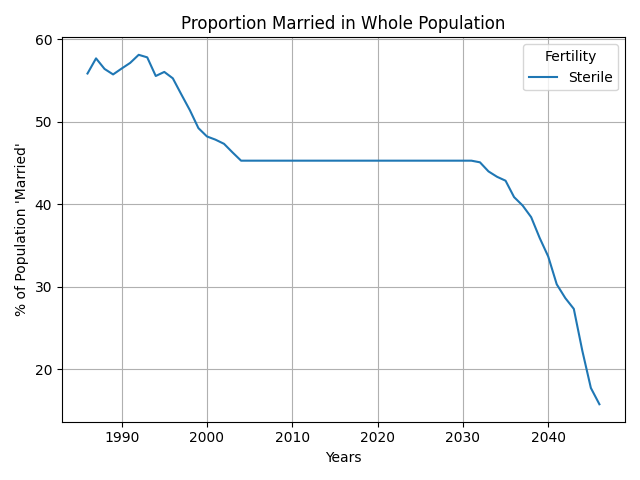 Proportion Married in Whole Population
% of Population 'Married'
60
50
40
30
20
Fertility
Sterile
1990 2000 2010 2020 2030 2040
Years